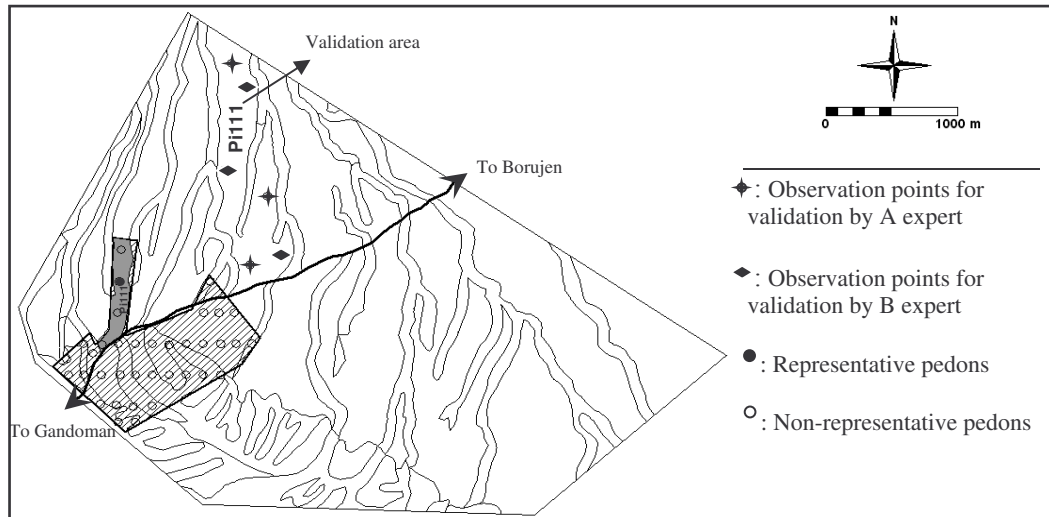 Validation area
Pi111
To Borujen
Pi111
To Gandoman
N
0 1000 m
: Observation points for
validation by A expert
: Observation points for
validation by B expert
: Representative pedons
: Non-representative pedons